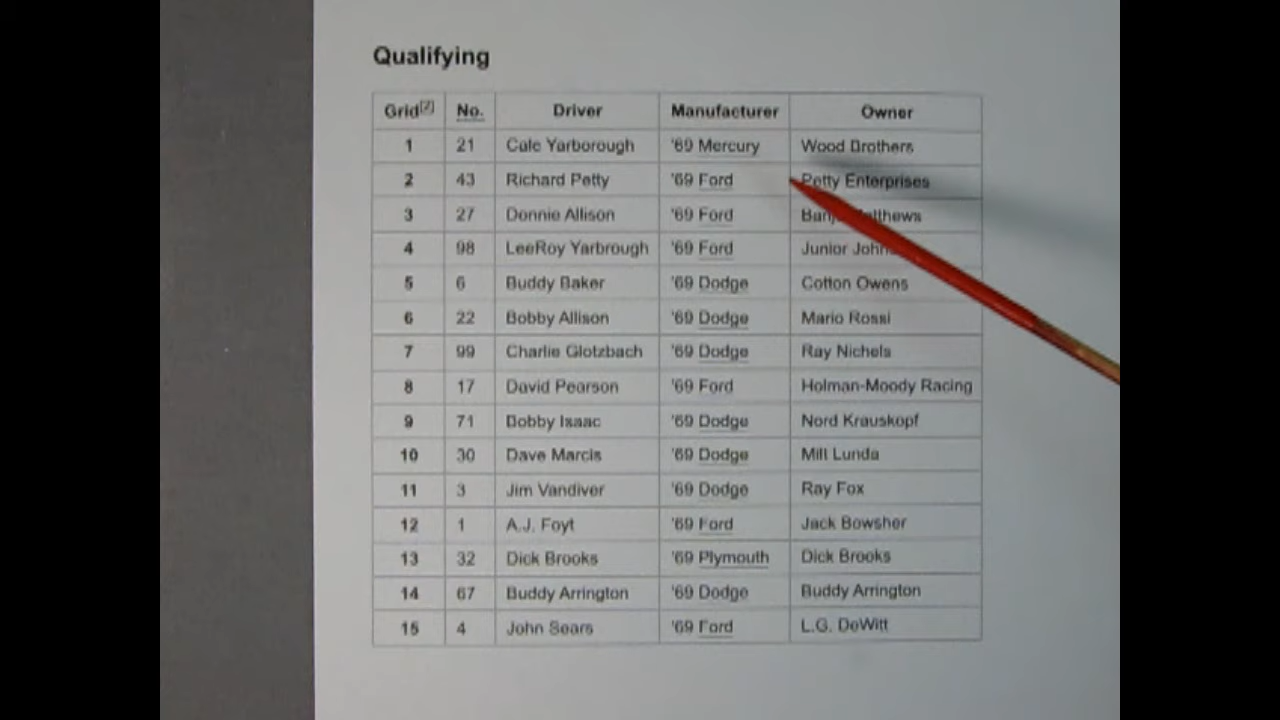 Qualifying
Grid[2] No. Driver Manufacturer Owner
1 21 Cale Yarborough '69 Mercury Wood Brothers
2 43 Richard Petty '69 Ford Petty Enterprises
3 27 Donnie Allison '69 Ford
4 98 LeeRoy Yarbrough '69 Ford Junior
5 6 Buddy Baker '69 Dodge Cotton Owens
6 22 Bobby Allison '69 Dodge Mario Rossi
7 99 Charlie Glotzbach '69 Dodge Ray Nichels
8 17 David Pearson '69 Ford Holman-Moody Racing
9 71 Bobby Isaac '69 Dodge Nord Krauskopf
10 30 Dave Marcis '69 Dodge Milt Lunda
11 3 Jim Vandiver '69 Dodge Ray Fox
12 1 A.J. Foyt '69 Ford Jack Bowsher
13 32 Dick Brooks '69 Plymouth Dick Brooks
14 67 Buddy Arrington '69 Dodge Buddy Arrington
15 4 John Sears '69 Ford L.G. DeWitt